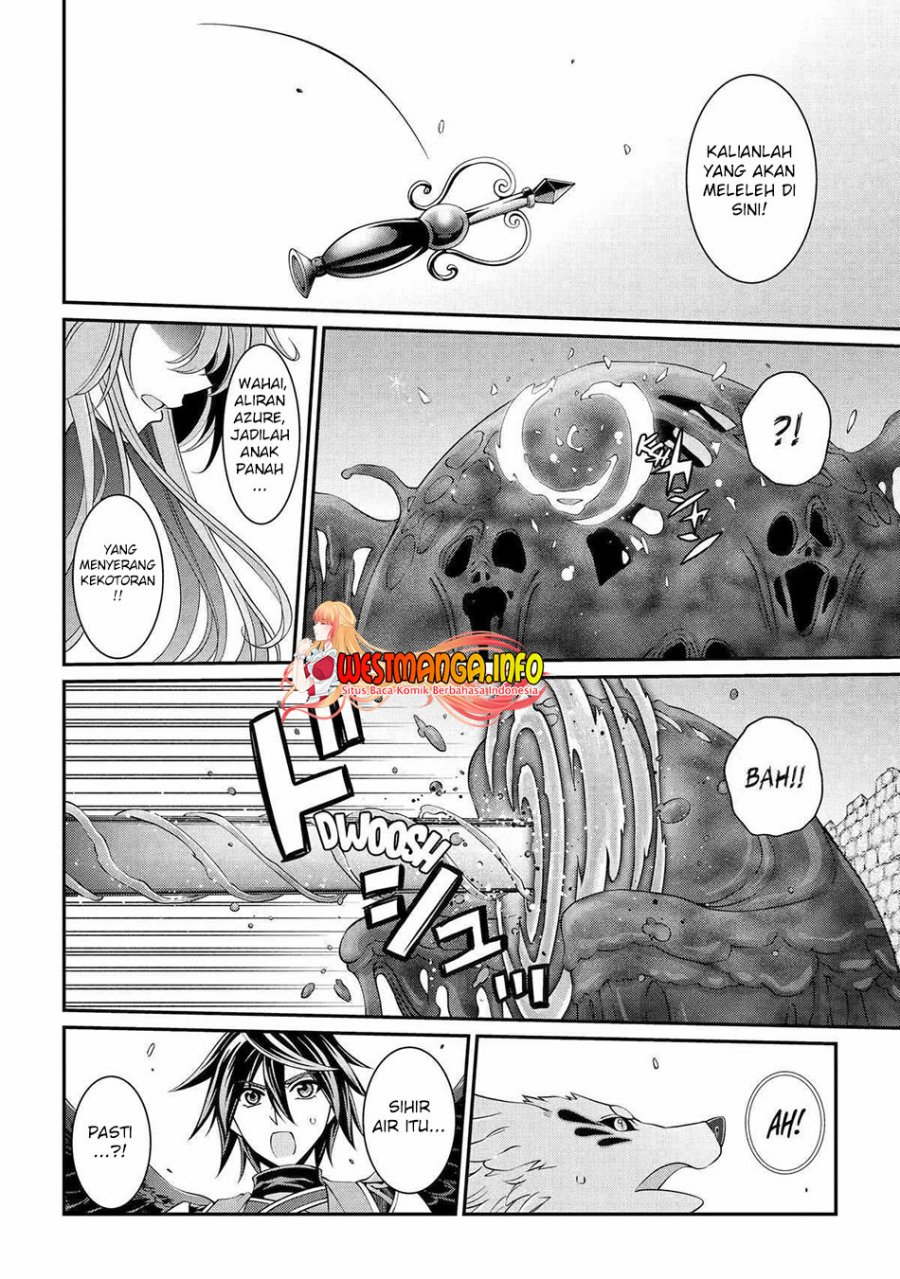 KALIANLAH
YANG AKAN
MELELEH DI
SINI!
?!
WAHAI,
ALIRAN
AZURE,
JADILAH
ANAK
PANAH
...
YANG
MENYERANG
KEKOTORAN
!!
WESTMANGA.INFO
Situs Baca Komik Berbahasa Indonesia
BAH!!
ドシュッ
DWOOSH
AH!
SIHIR
AIR ITU...
PASTI
...?!